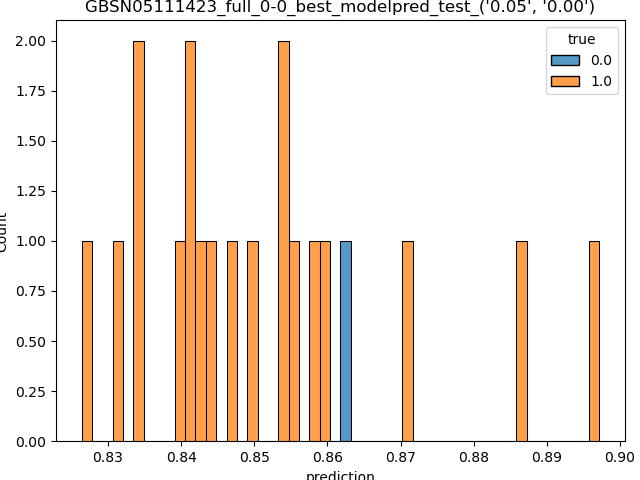 GBSN05111423_full_0-0_best_modelpred_test_('0.05', '0.00')
true
0.0
1.0
2.00
1.75
1.50
1.25
1.00
0.75
0.50
0.25
0.00
Count
0.83 0.84 0.85 0.86 0.87 0.88 0.89 0.90
prediction